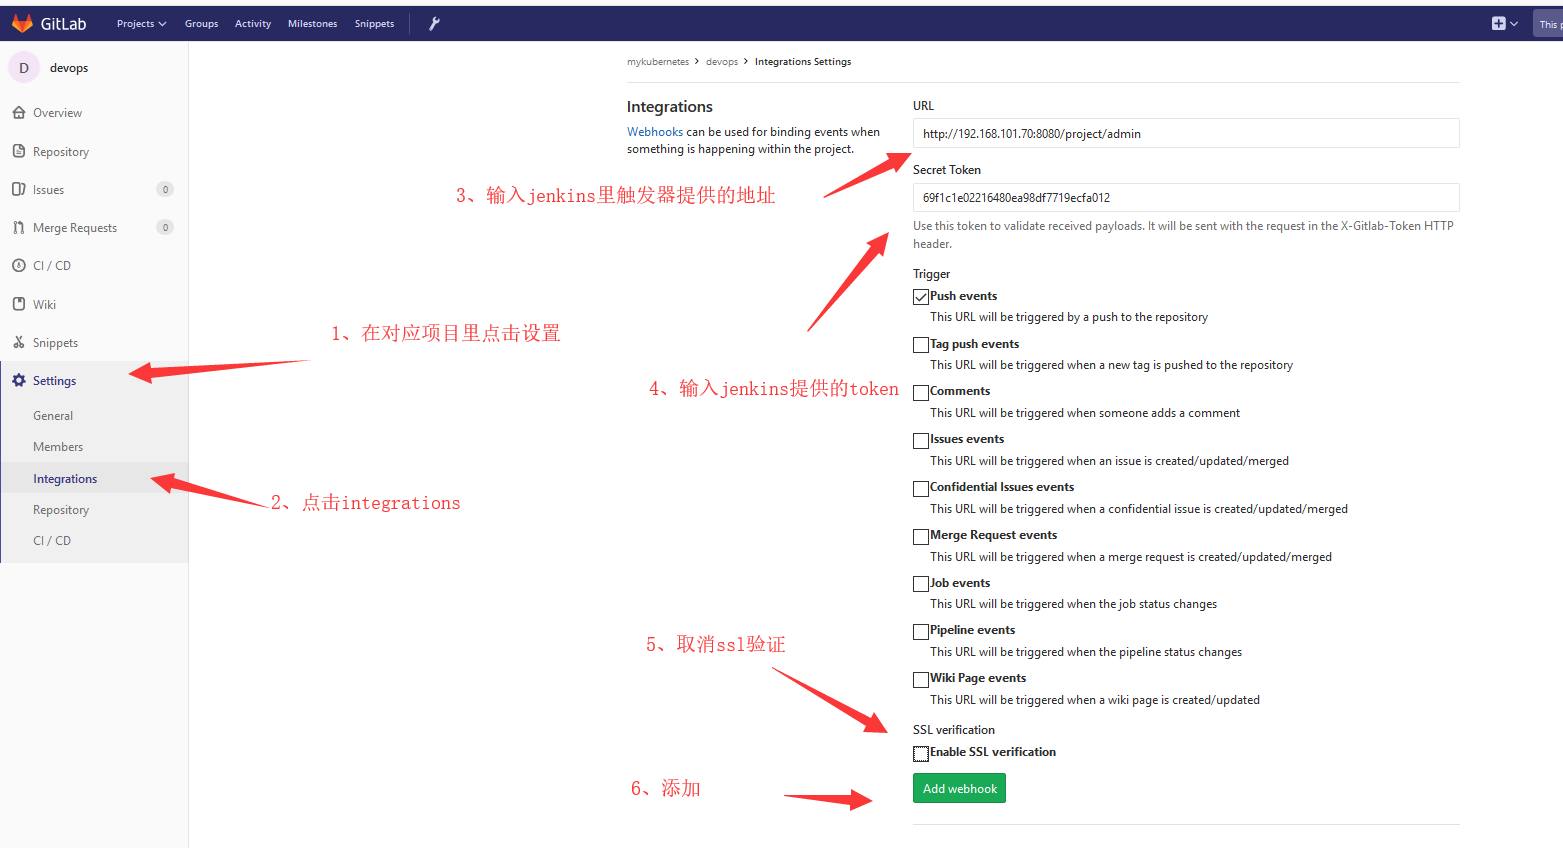 GitLab
Projects
Groups
Activity
Milestones
Snippets
This p
D
devops
Overview
Repository
Issues
0
Merge Requests
0
CI / CD
Wiki
Snippets
Settings
General
Members
Integrations
Repository
CI / CD
mykubernetes > devops > Integrations Settings
Integrations
Webhooks can be used for binding events when
something is happening within the project.
URL
http://192.168.101.70:8080/project/admin
Secret Token
69f1c1e02216480ea98df7719ecfa012
Use this token to validate received payloads. It will be sent with the request in the X-Gitlab-Token HTTP
header.
Trigger
Push events
This URL will be triggered by a push to the repository
Tag push events
This URL will be triggered when a new tag is pushed to the repository
Comments
This URL will be triggered when someone adds a comment
Issues events
This URL will be triggered when an issue is created/updated/merged
Confidential Issues events
This URL will be triggered when a confidential issue is created/updated/merged
Merge Request events
This URL will be triggered when a merge request is created/updated/merged
Job events
This URL will be triggered when the job status changes
Pipeline events
This URL will be triggered when the pipeline status changes
Wiki Page events
This URL will be triggered when a wiki page is created/updated
SSL verification
Enable SSL verification
Add webhook
1、在对应项目里点击设置
2、点击integrations
3、输入jenkins里触发器提供的地址
4、输入jenkins提供的token
5、取消ssl验证
6、添加